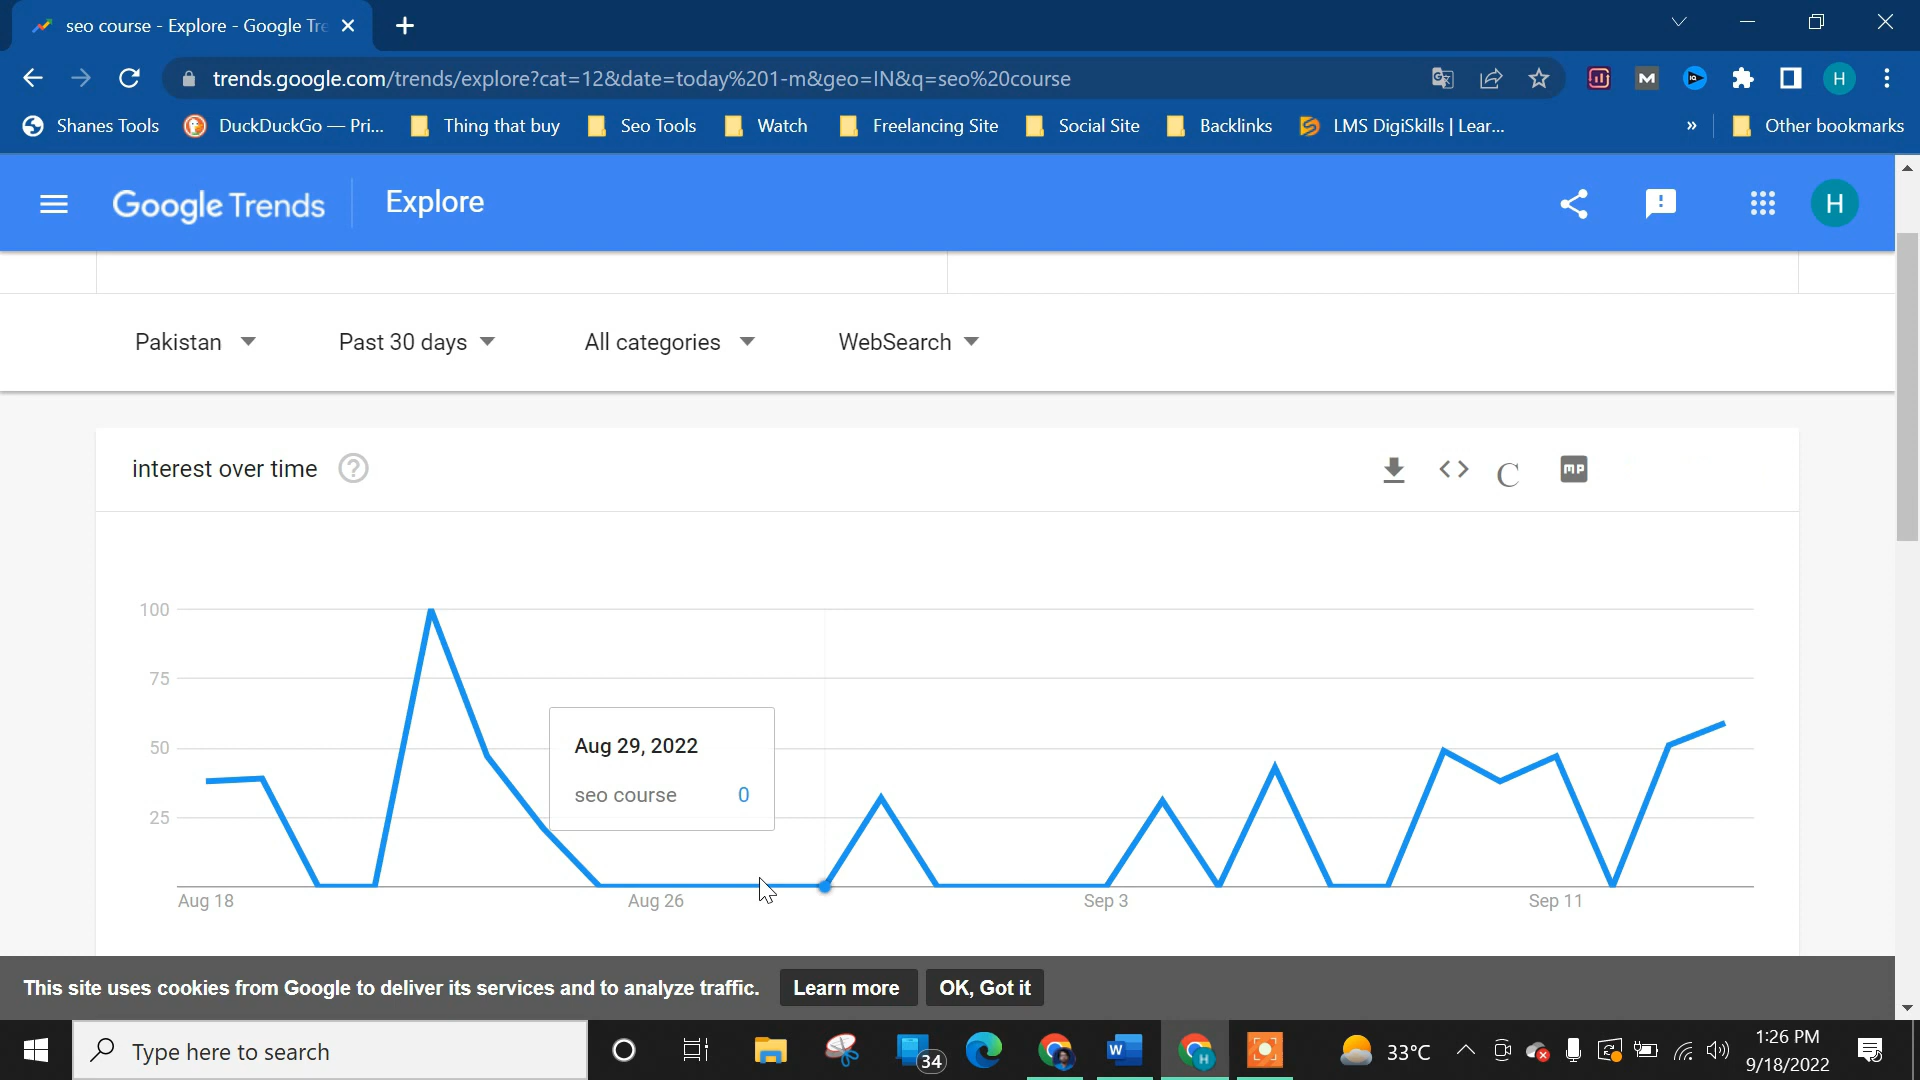 seo course - Explore - Google Tre
trends.google.com/trends/explore?cat=12&date=today%201-m&geo=IN&q=seo%20course
H
Shanes Tools
DuckDuckGo — Pri...
Thing that buy
Seo Tools
Watch
Freelancing Site
Social Site
Backlinks
LMS DigiSkills | Lear...
»
Other bookmarks
Google Trends
Explore
H
Pakistan
Past 30 days
All categories
WebSearch
interest over time
C
MP
100
75
50
25
Aug 29, 2022
seo course 0
Aug 18
Aug 26
Sep 3
Sep 11
This site uses cookies from Google to deliver its services and to analyze traffic.
Learn more
OK, Got it
Type here to search
34
33°C
1:26 PM
9/18/2022